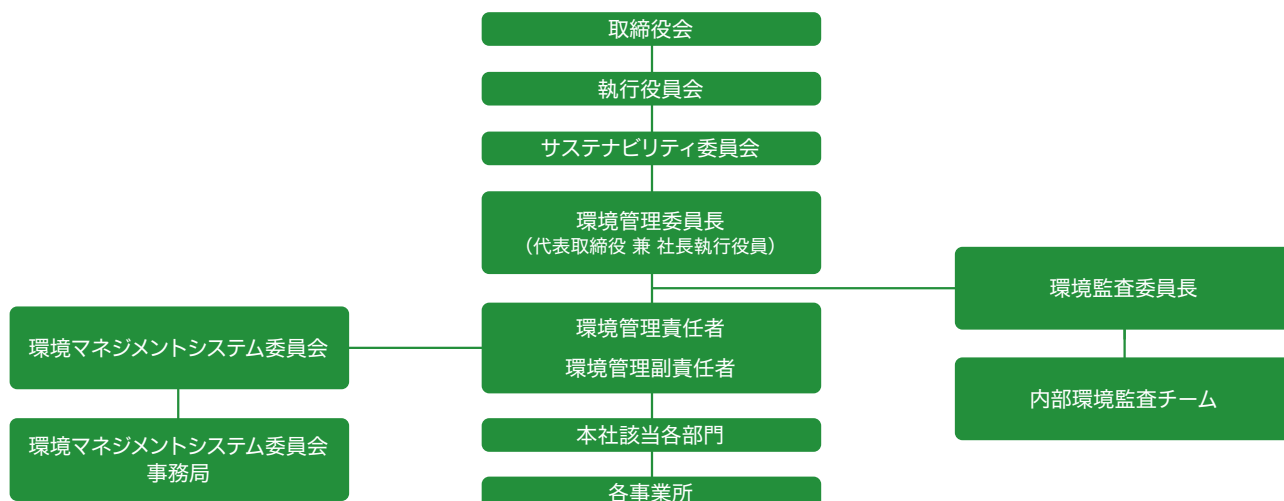 取締役会
執行役員会
サステナビリティ委員会
環境管理委員長
（代表取締役 兼 社長執行役員）
環境監査委員長
環境管理責任者
環境管理副責任者
環境マネジメントシステム委員会
内部環境監査チーム
本社該当各部門
環境マネジメントシステム委員会
事務局
各事業所